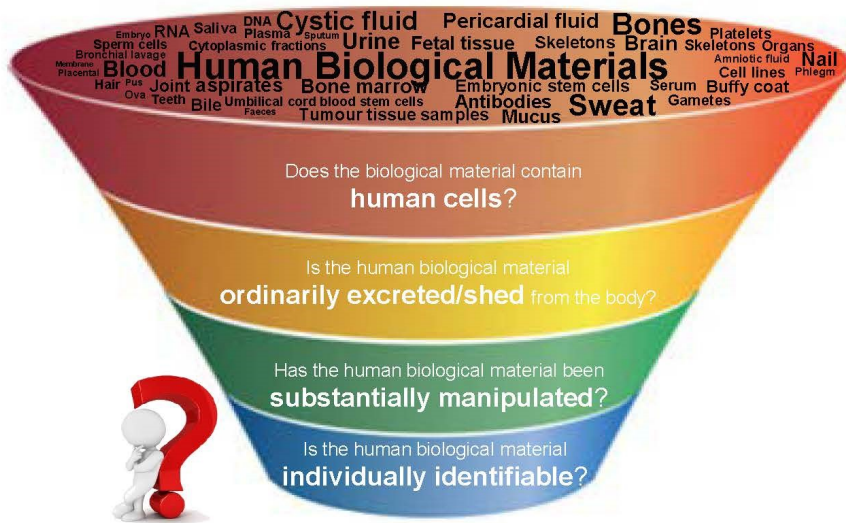 Embryo RNA Saliva DNA Plasma Sputum Cystic fluid Pericardial fluid Bones Platelets
Sperm cells Cytoplasmic fractions Urine Fetal tissue Skeletons Brain Skeletons Organs
Bronchial lavage Membrane Placental Blood Human Biological Materials Amniotic fluid Cell lines Nail Phlegm
Hair Pus Joint aspirates Bone marrow Embryonic stem cells Serum Buffy coat
Ova Teeth Bile Umbilical cord blood stem cells Antibodies Sweat Gametes
Faeces Tumour tissue samples Mucus
Does the biological material contain
human cells?
Is the human biological material
ordinarily excreted/shed from the body?
Has the human biological material been
substantially manipulated?
Is the human biological material
individually identifiable?
?